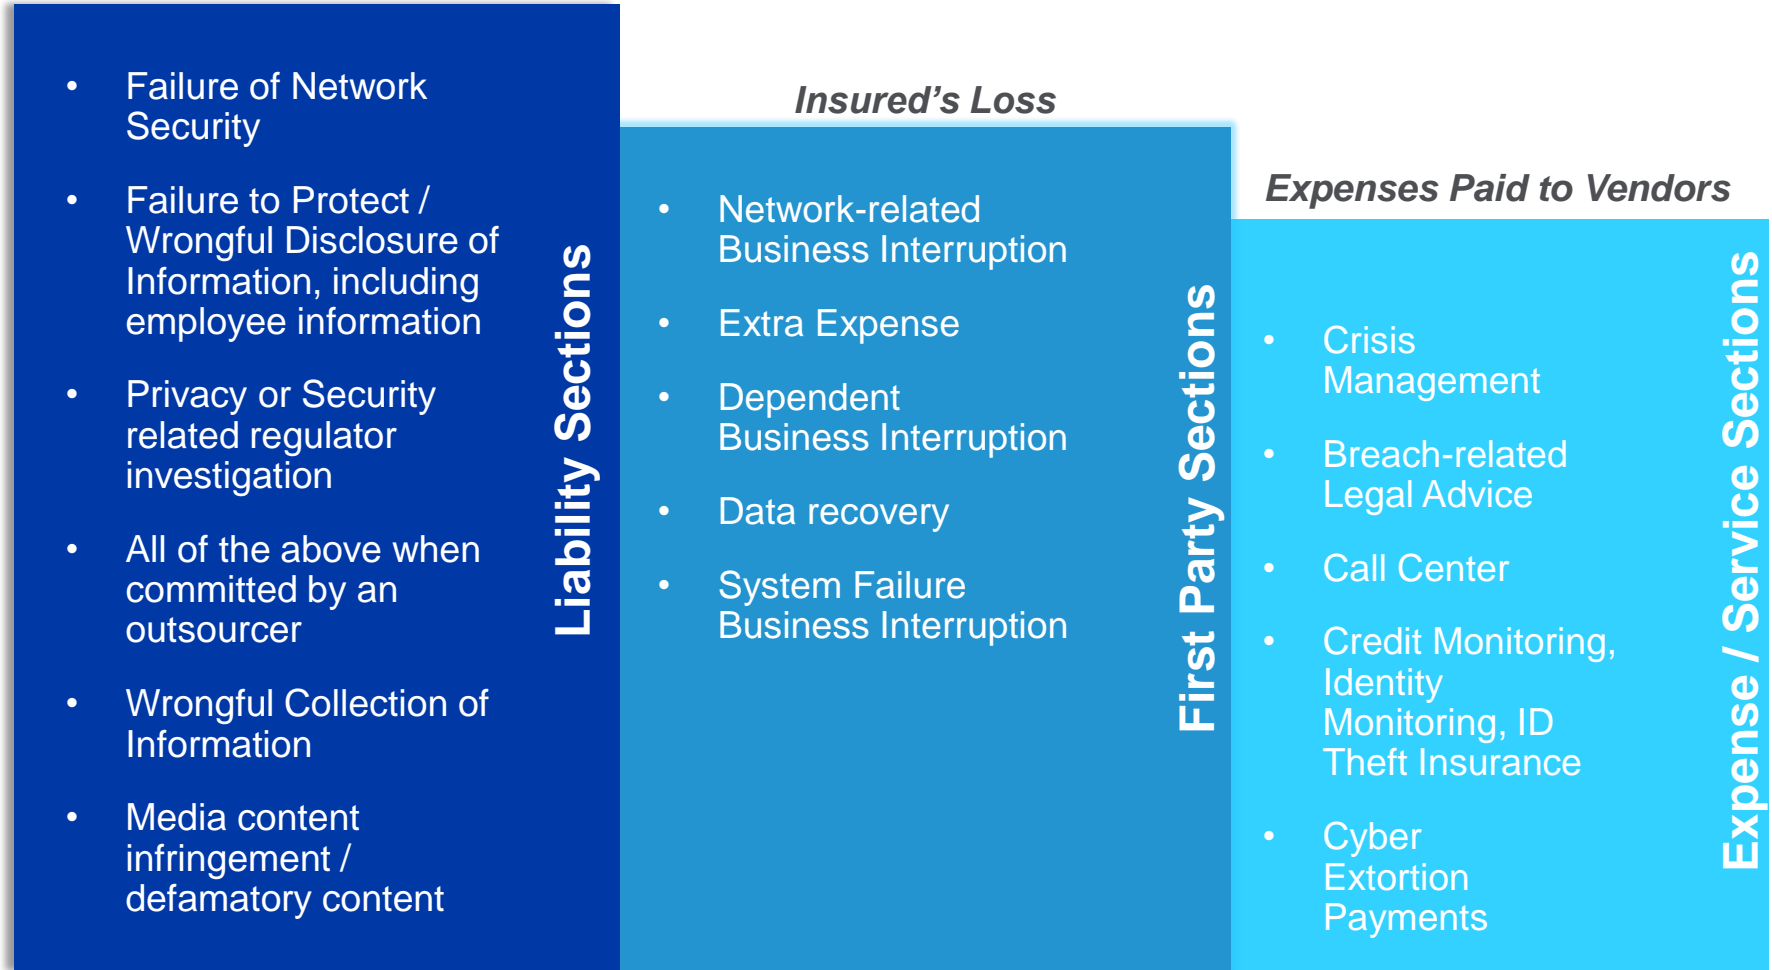 • Failure of Network
Security
• Failure to Protect /
Wrongful Disclosure of
Information, including
employee information
• Privacy or Security
related regulator
investigation
• All of the above when
committed by an
outsourcer
• Wrongful Collection of
Information
• Media content
infringement /
defamatory content
Liability Sections
Insured's Loss
• Network-related
Business Interruption
• Extra Expense
• Dependent
Business Interruption
• Data recovery
• System Failure
Business Interruption
First Party Sections
Expenses Paid to Vendors
• Crisis
Management
• Breach-related
Legal Advice
• Call Center
• Credit Monitoring,
Identity
Monitoring, ID
Theft Insurance
• Cyber
Extortion
Payments
Expense / Service Sections